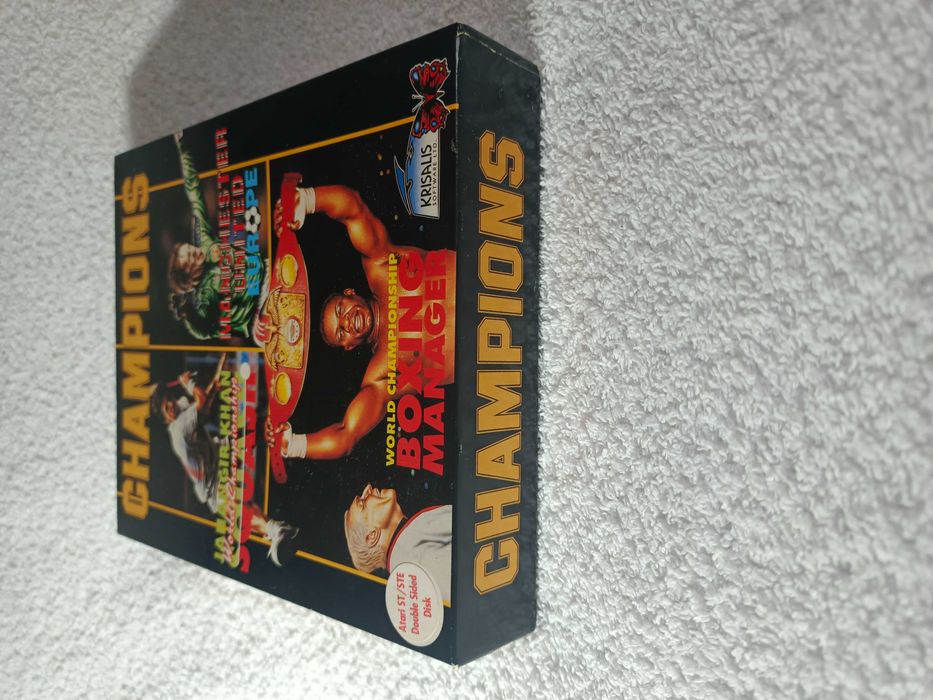 CHAMPIONS
JAHANGIR KHAN
World Championship
SQUASH
MANCHESTER
UNITED
EUROPE
WORLD CHAMPIONSHIP
BOXING
MANAGER
KRISALIS
SOFTWARE LTD.
Atari ST/STE
Double Sided
Disk
CHAMPIONS